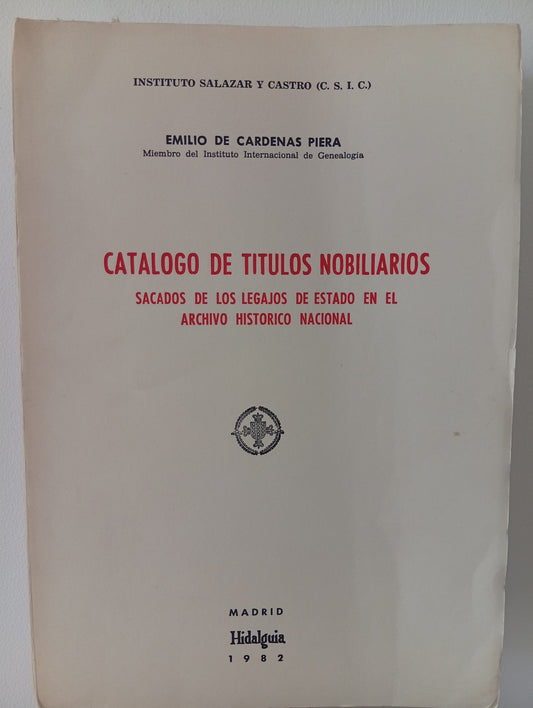 INSTITUTO SALAZAR Y CASTRO (C. S. I. C.)
EMILIO DE CARDENAS PIERA
Miembro del Instituto Internacional de Genealogía
CATALOGO DE TITULOS NOBILIARIOS
SACADOS DE LOS LEGAJOS DE ESTADO EN EL
ARCHIVO HISTORICO NACIONAL
MADRID
Hidalguia
1982